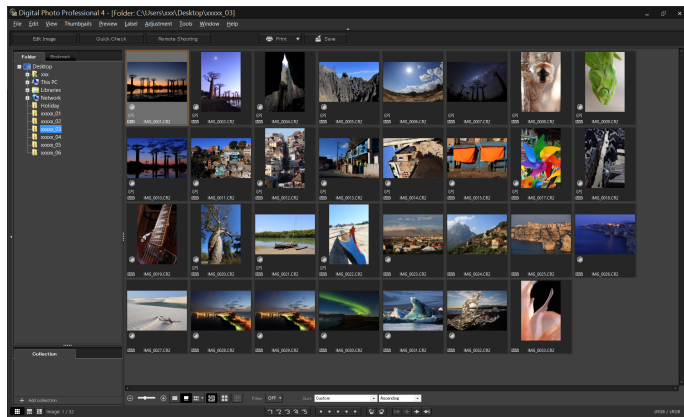 Digital Photo Professional 4 - [Folder: C:\Users\xxx\Desktop\xxxxx_03]
File Edit View Thumbnails Preview Label Adjustment Tools Window Help
Edit Image Quick Check Remote Shooting Print Save
Folder Bookmark
Desktop
xxx
This PC
Libraries
Network
Holiday
xxxxx_01
xxxxx_02
xxxxx_03
xxxxx_04
xxxxx_05
xxxxx_06
GPS
IMG_0001.CR2 IMG_0003.CR2 IMG_0004.CR2 IMG_0005.CR2 IMG_0006.CR2 IMG_0007.CR2 IMG_0008.CR2 IMG_0009.CR2
IMG_0010.CR2 IMG_0011.CR2 IMG_0012.CR2 IMG_0013.CR2 IMG_0014.CR2 IMG_0015.CR2 IMG_0017.CR2 IMG_0018.CR2
IMG_0019.CR2 IMG_0020.CR2 IMG_0021.CR2 IMG_0022.CR2 IMG_0023.CR2 IMG_0024.CR2 IMG_0025.CR2 IMG_0026.CR2
IMG_0027.CR2 IMG_0028.CR2 IMG_0029.CR2 IMG_0030.CR2 IMG_0031.CR2 IMG_0032.CR2 IMG_0033.CR2
Collection
Add collection
Filter OFF Sort Custom Ascending
Image: 1 / 32
sRGB / sRGB